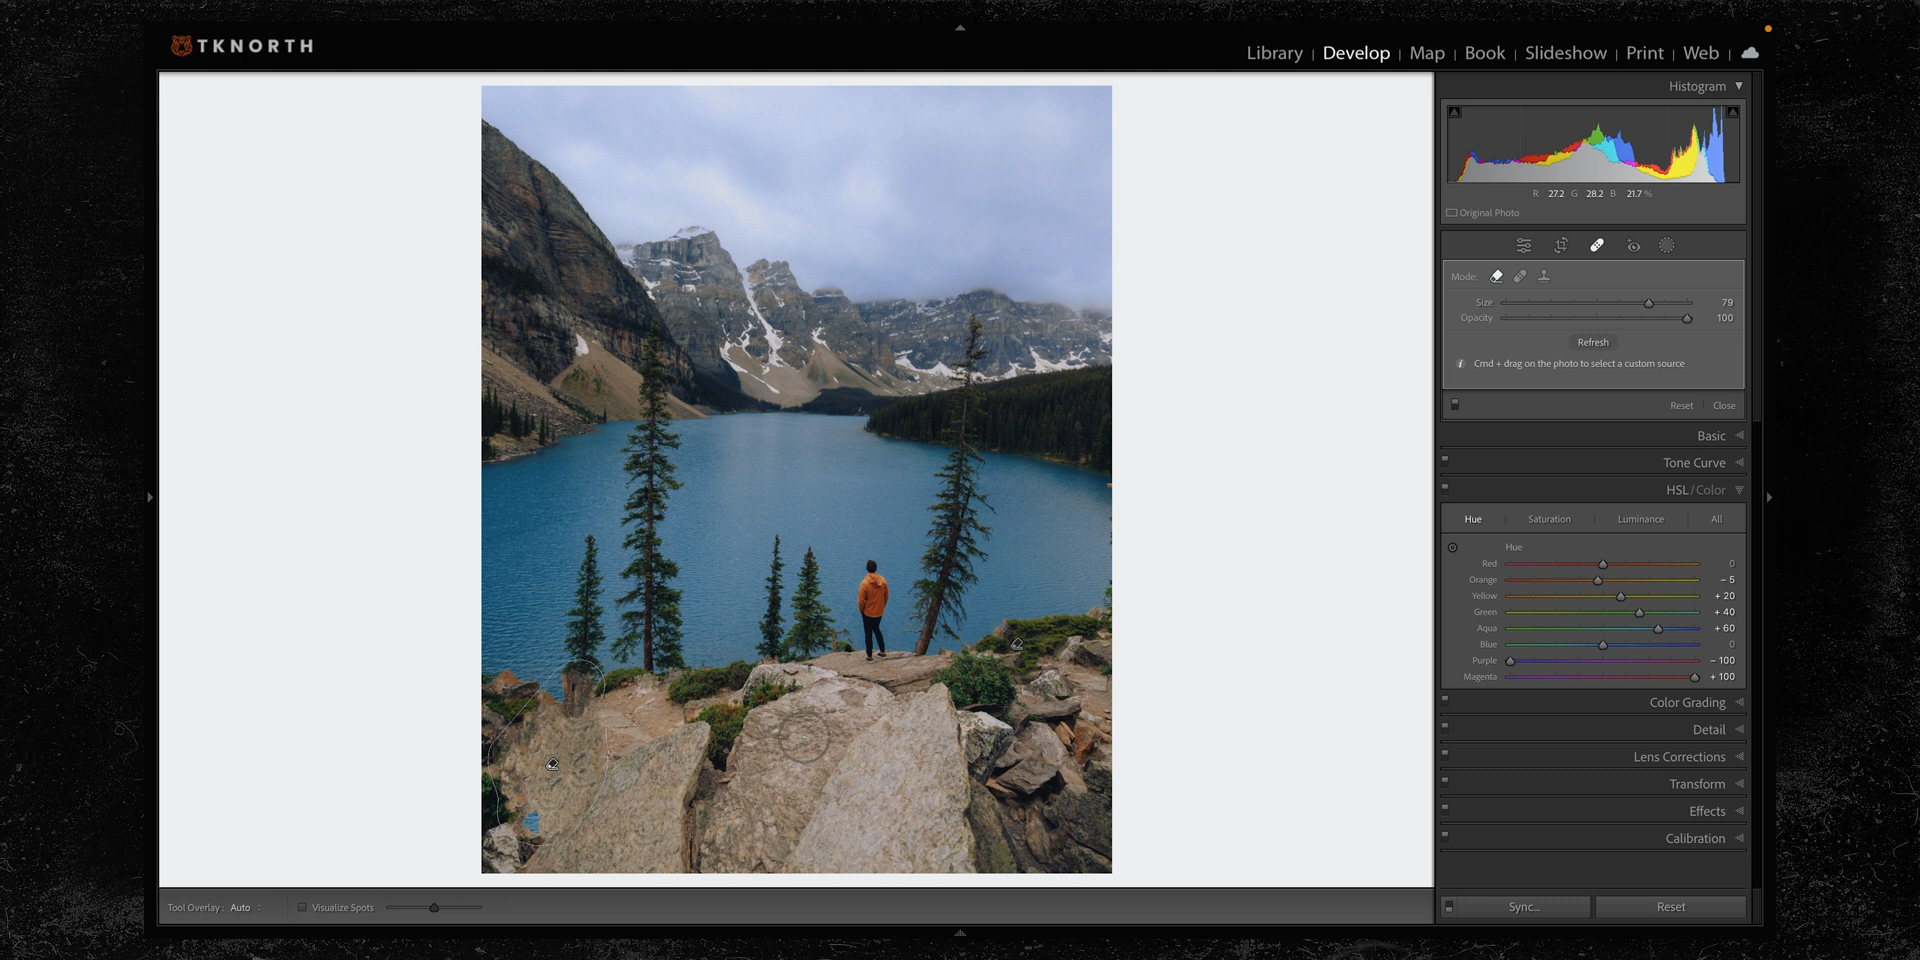 TKNORTH
Library | Develop | Map | Book | Slideshow | Print | Web |
Histogram
R 27.2 G 28.2 B 21.7 %
Original Photo
Mode:
Size 79
Opacity 100
Refresh
Cmd + drag on the photo to select a custom source
Reset Close
Basic
Tone Curve
HSL / Color
Hue Saturation Luminance All
Hue
Red 0
Orange - 5
Yellow + 20
Green + 40
Aqua + 60
Blue 0
Purple - 100
Magenta + 100
Color Grading
Detail
Lens Corrections
Transform
Effects
Calibration
Tool Overlay : Auto Visualize Spots
Sync... Reset